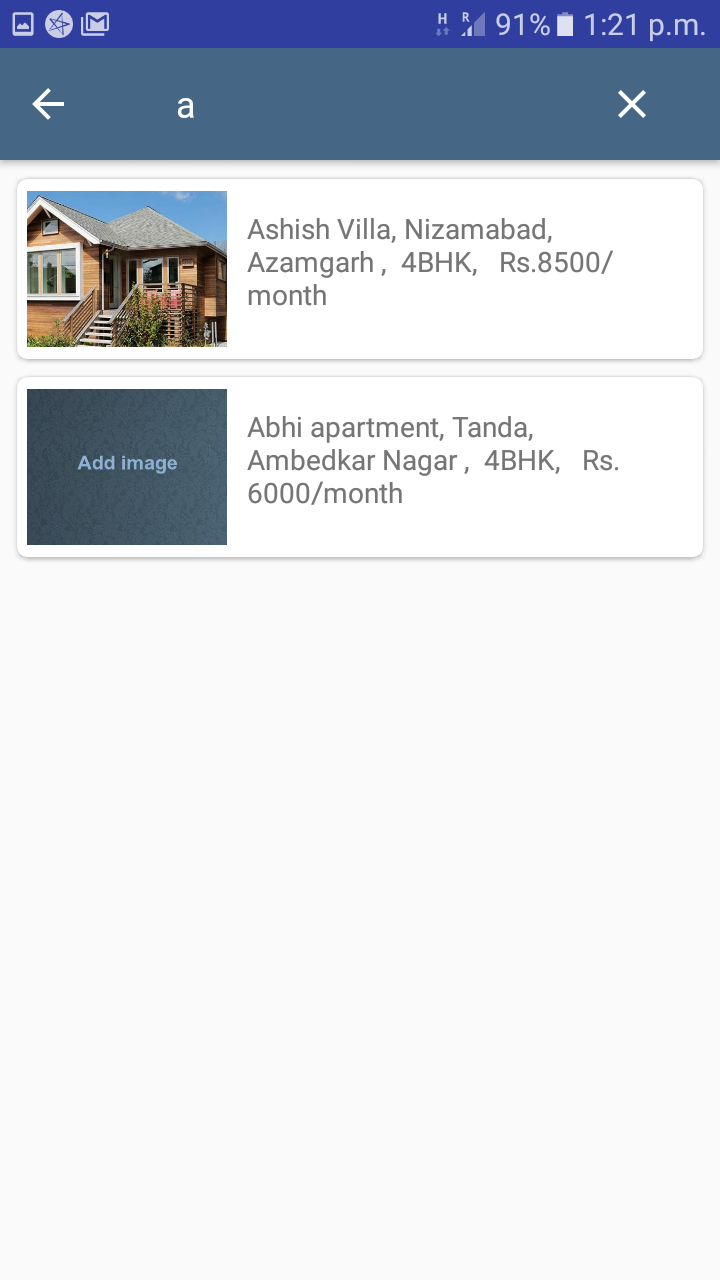 H R 91% 1:21 p.m.
a
Ashish Villa, Nizamabad,
Azamgarh , 4BHK, Rs.8500/
month
Add image
Abhi apartment, Tanda,
Ambedkar Nagar , 4BHK, Rs.
6000/month